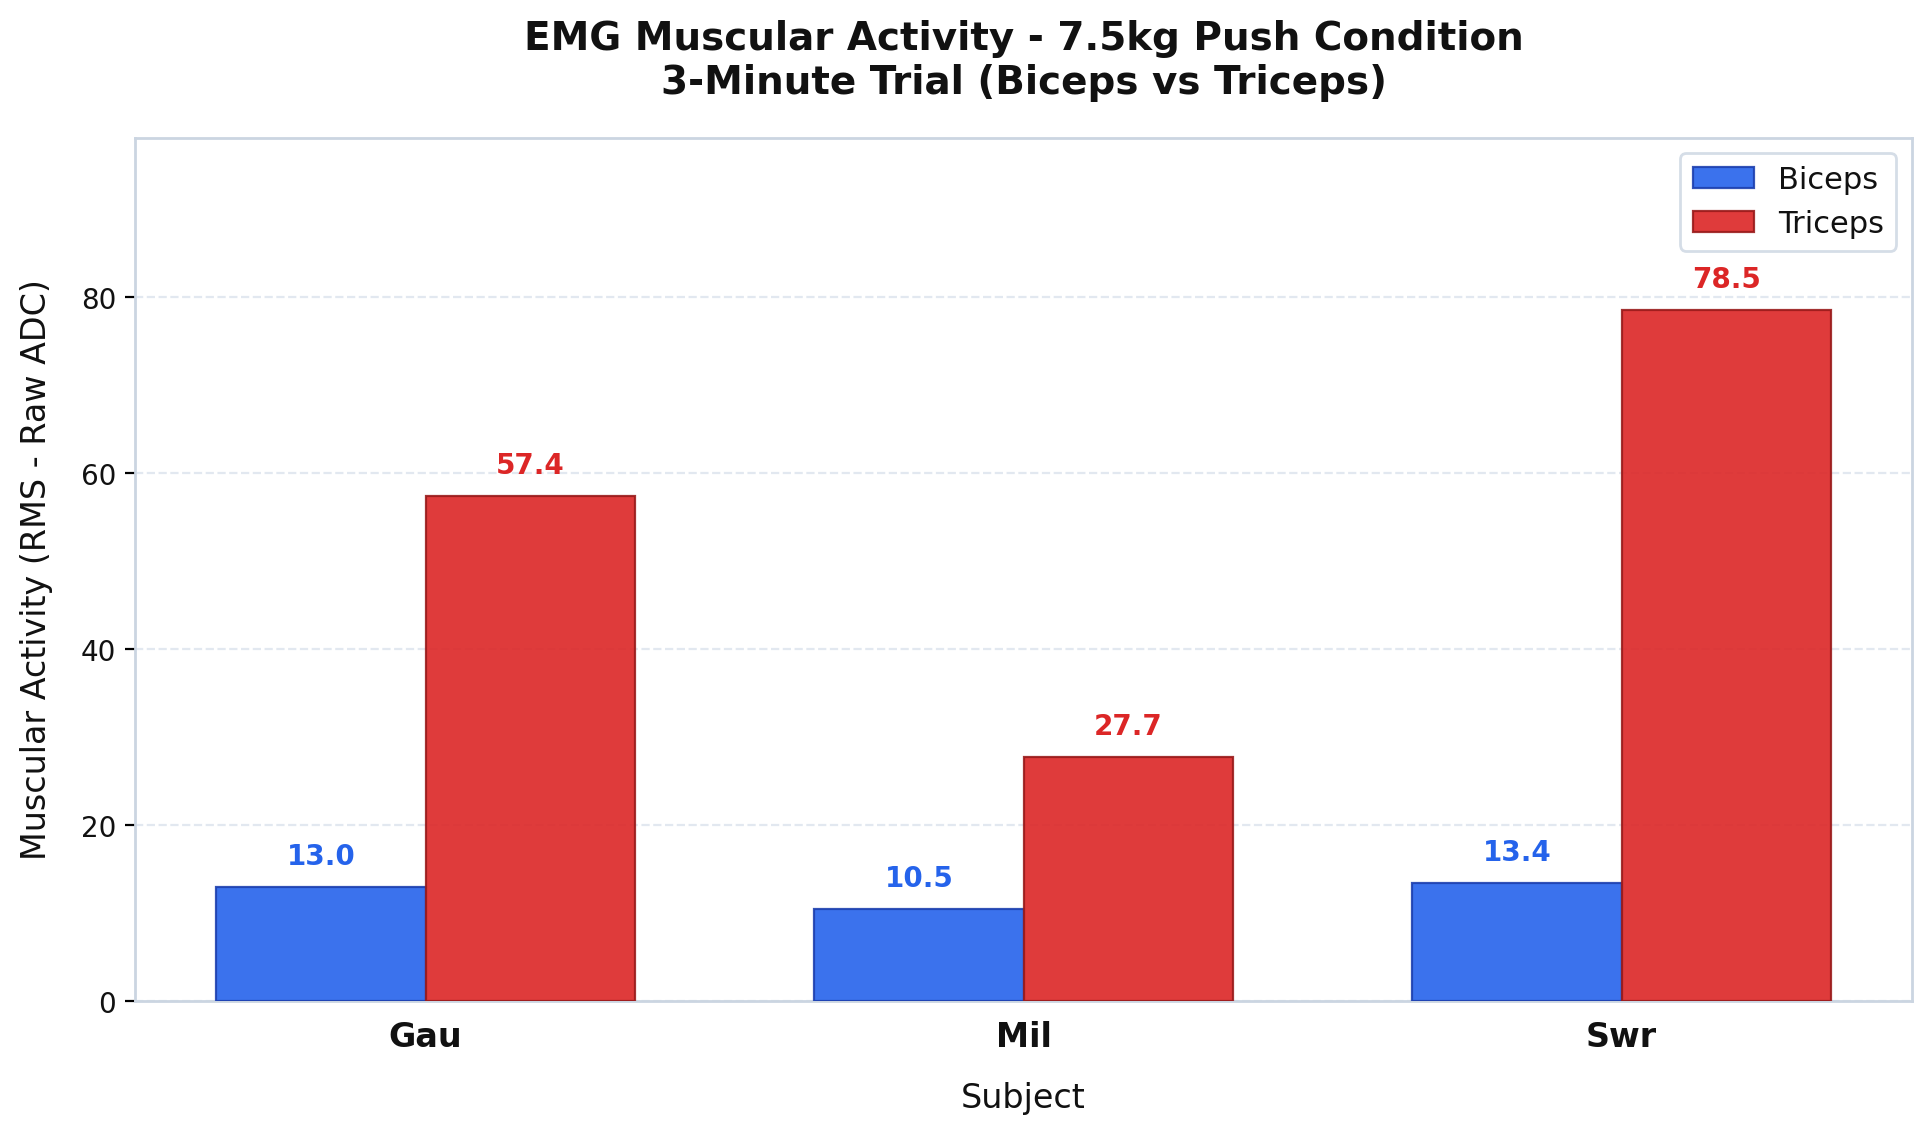 EMG Muscular Activity - 7.5kg Push Condition
3-Minute Trial (Biceps vs Triceps)
Biceps
Triceps
Muscular Activity (RMS - Raw ADC)
80
60
40
20
0
13.0
57.4
10.5
27.7
13.4
78.5
Gau
Mil
Swr
Subject